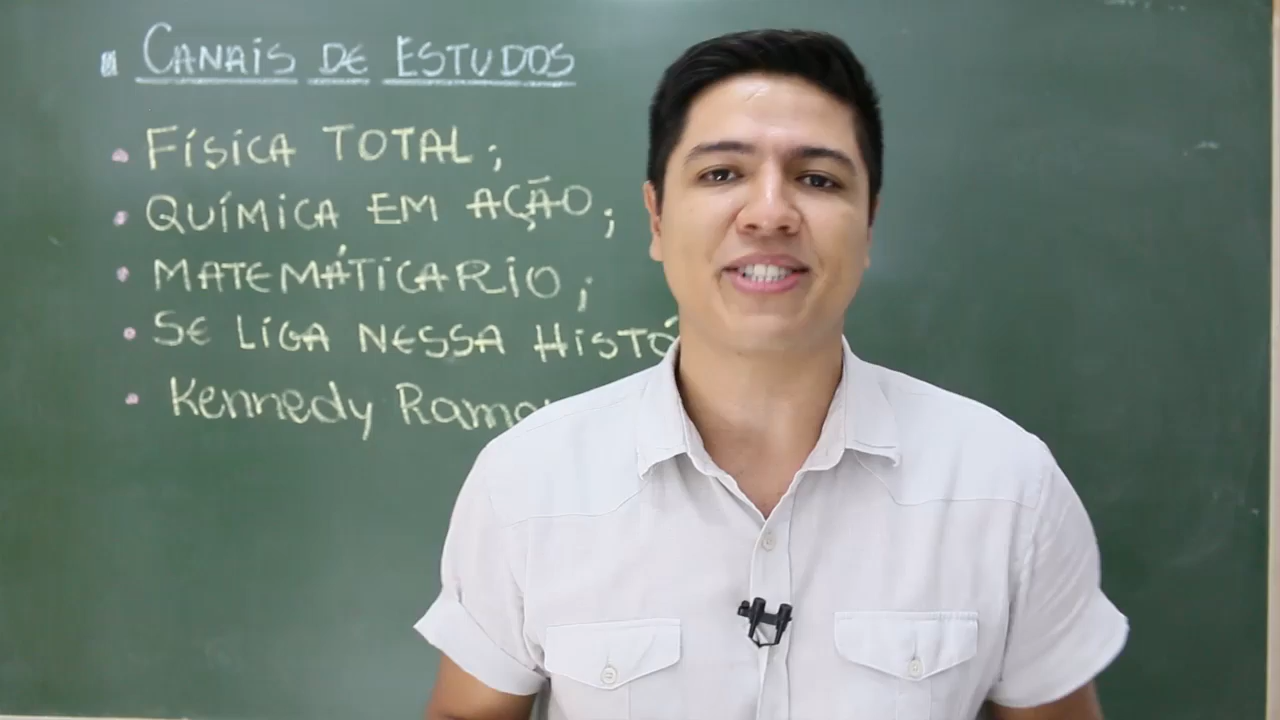 CANAIS DE ESTUDOS
• FÍSICA TOTAL;
• QUÍMICA EM AÇÃO;
• MATEMÁTICARIO;
• SE LIGA NESSA
• Kennedy